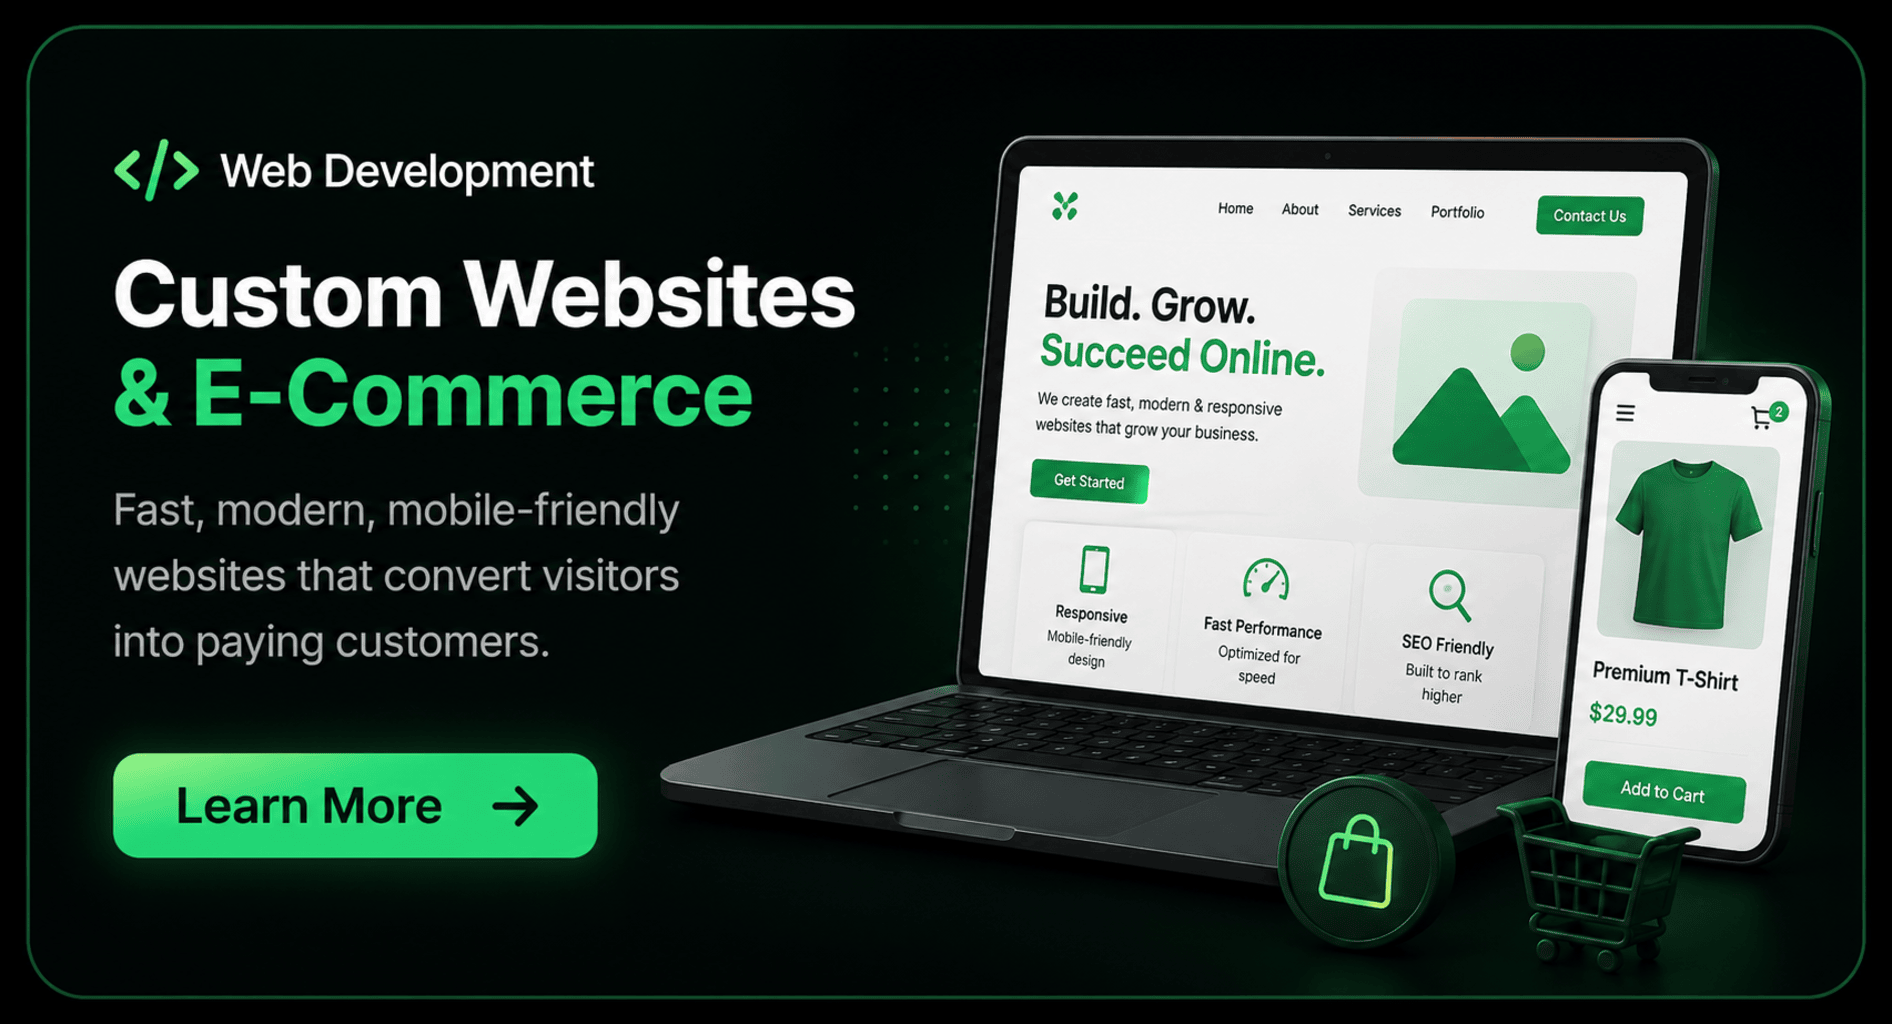 </> Web Development
Custom Websites
& E-Commerce
Fast, modern, mobile-friendly
websites that convert visitors
into paying customers.
Learn More →
Home About Services Portfolio Contact Us
Build. Grow.
Succeed Online.
We create fast, modern & responsive
websites that grow your business.
Get Started
Responsive
Mobile-friendly
design
Fast Performance
Optimized for
speed
SEO Friendly
Built to rank
higher
2
Premium T-Shirt
$29.99
Add to Cart